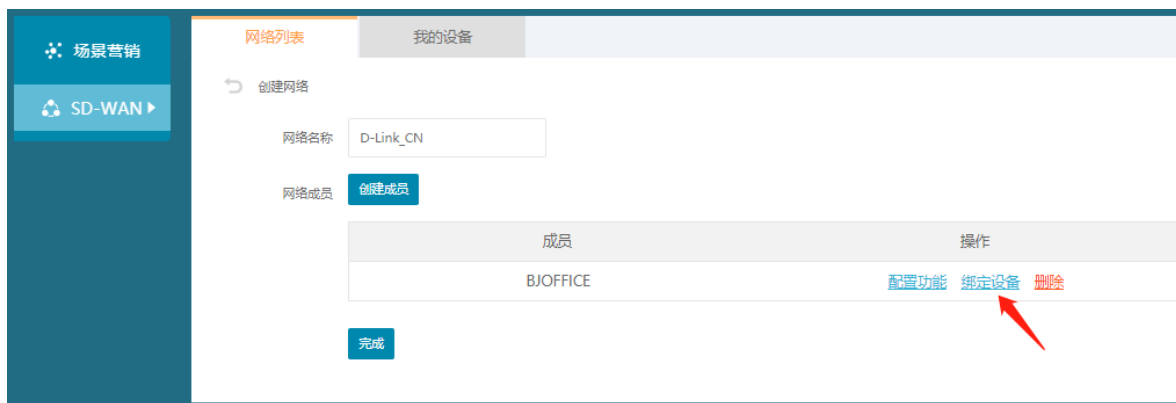 场景营销
SD-WAN
网络列表 我的设备
创建网络
网络名称 D-Link_CN
网络成员 创建成员
成员 操作
BJOFFICE 配置功能 绑定设备 删除
完成